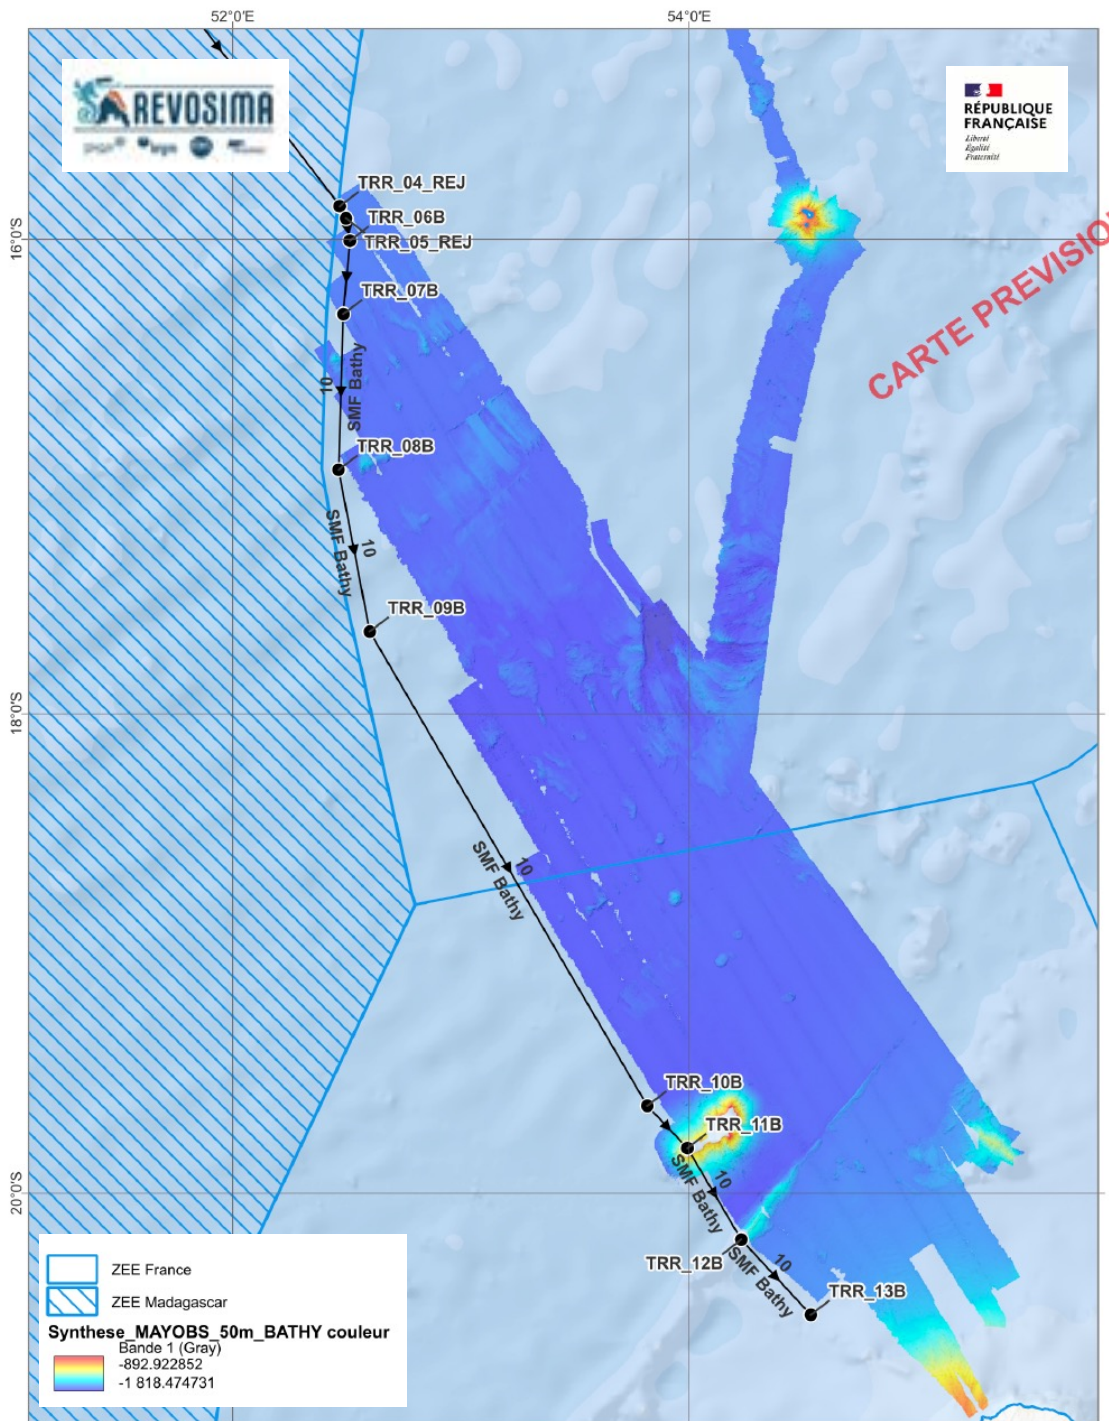 52°0'E
54°0'E
REVOSIMA
RÉPUBLIQUE
FRANÇAISE
Liberté
Égalité
Fraternité
TRR_04_REJ
TRR_06B
16°0'S
TRR_05_REJ
CARTE PREVISION
TRR_07B
10
SMF Bathy
TRR_08B
SMF Bathy
10
TRR_09B
18°0'S
10
SMF Bathy
TRR_10B
TRR_11B
10
SMF Bathy
20°0'S
TRR_12B
10
SMF Bathy
TRR_13B
ZEE France
ZEE Madagascar
Synthese_MAYOBS_50m_BATHY couleur
Bande 1 (Gray)
-892.922852
-1 818.474731